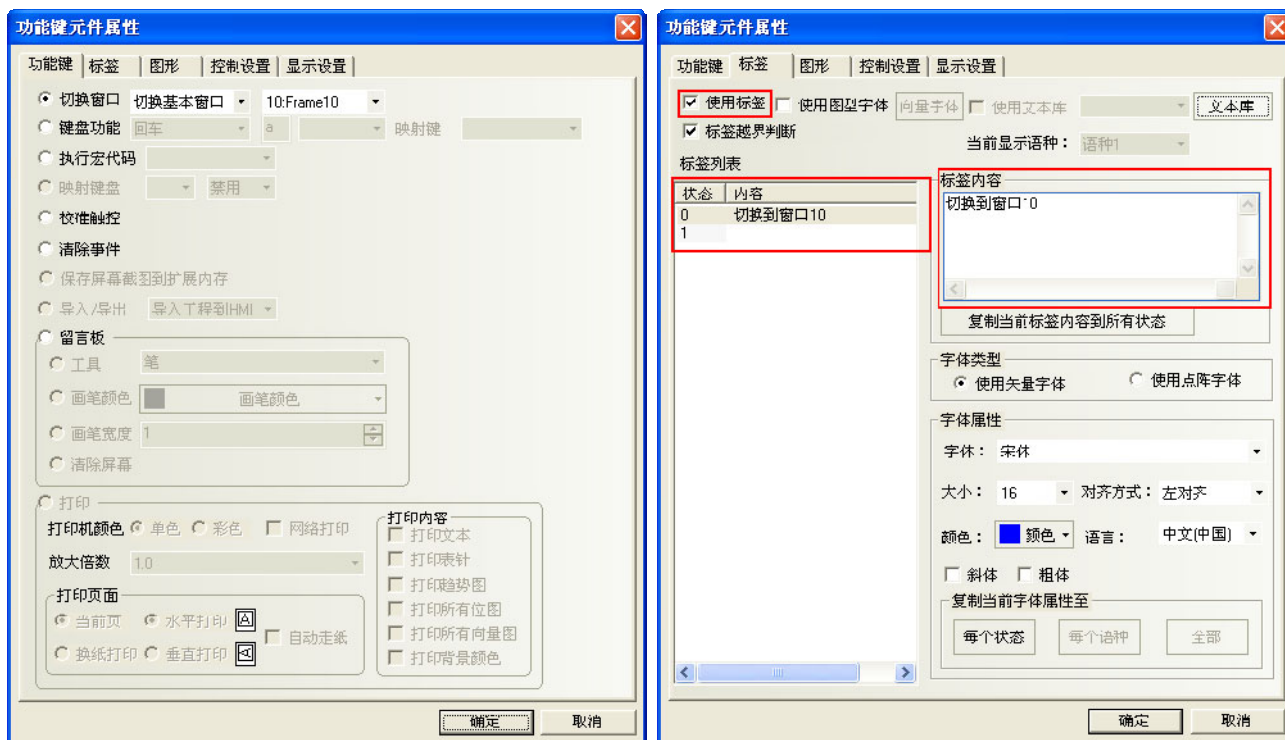 功能键元件属性
功能键 标签 图形 控制设置 显示设置
切换窗口 切换基本窗口 10:Frame10
键盘功能 回车 a 映射键
执行宏代码
映射键盘 禁用
校准触控
清除事件
保存屏幕截图到扩展内存
导入/导出 导入工程到HMI
留言板
工具 笔
画笔颜色 画笔颜色
画笔宽度 1
清除屏幕
打印
打印机颜色 单色 彩色 网络打印
放大倍数 1.0
打印页面
当前页 水平打印 A 自动走纸
换纸打印 垂直打印 A
打印内容
打印文本
打印表针
打印趋势图
打印所有位图
打印所有向量图
打印背景颜色
确定 取消
功能键元件属性
功能键 标签 图形 控制设置 显示设置
使用标签 使用图型字体 向量字体 使用文本库 文本库
标签越界判断 当前显示语种： 语种1
标签列表
状态 内容
0 切换到窗口10
1
标签内容
切换到窗口10
复制当前标签内容到所有状态
字体类型
使用矢量字体 使用点阵字体
字体属性
字体： 宋体
大小： 16 对齐方式： 左对齐
颜色： 颜色 语言： 中文(中国)
斜体 粗体
复制当前字体属性至
每个状态 每个语种 全部
确定 取消